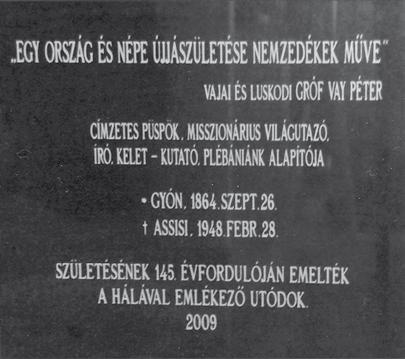 „EGY ORSZÁG ÉS NÉPE ÚJJÁSZÜLETÉSE NEMZEDÉKEK MŰVE”
VAJAI ÉS LUSKODI GRÓF VAY PÉTER
CÍMZETES PÜSPÖK, MISSZIONÁRIUS VILÁGUTAZÓ,
ÍRÓ, KELET – KUTATÓ, PLÉBÁNIÁNK ALAPÍTÓJA
• GYÓN, 1864.SZEPT.26.
† ASSISI, 1948.FEBR.28.
SZÜLETÉSÉNEK 145. ÉVFORDULÓJÁN EMELTÉK
A HÁLÁVAL EMLÉKEZŐ UTÓDOK.
2009